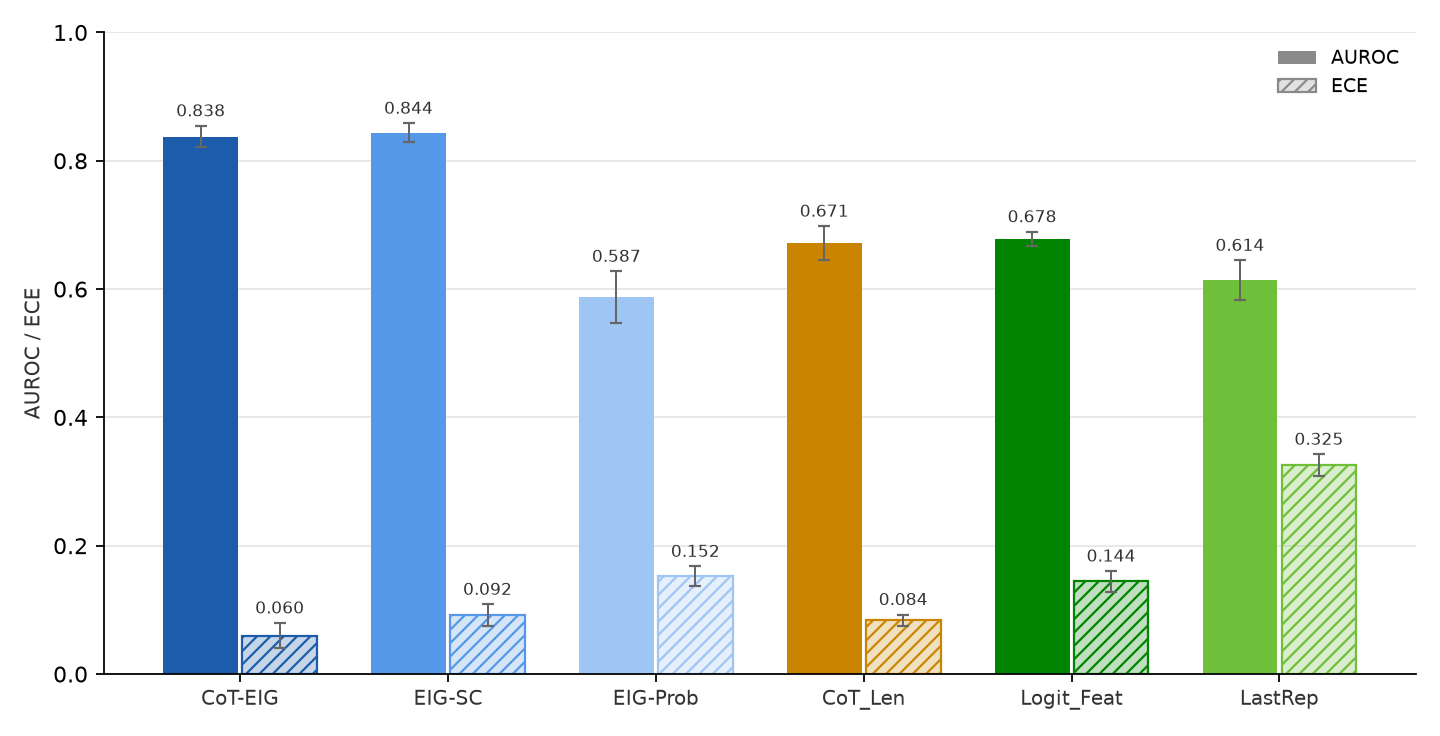 AUROC
ECE
AUROC / ECE
1.0
0.8
0.6
0.4
0.2
0.0
0.838
0.060
0.844
0.092
0.587
0.152
0.671
0.084
0.678
0.144
0.614
0.325
CoT-EIG
EIG-SC
EIG-Prob
CoT_Len
Logit_Feat
LastRep